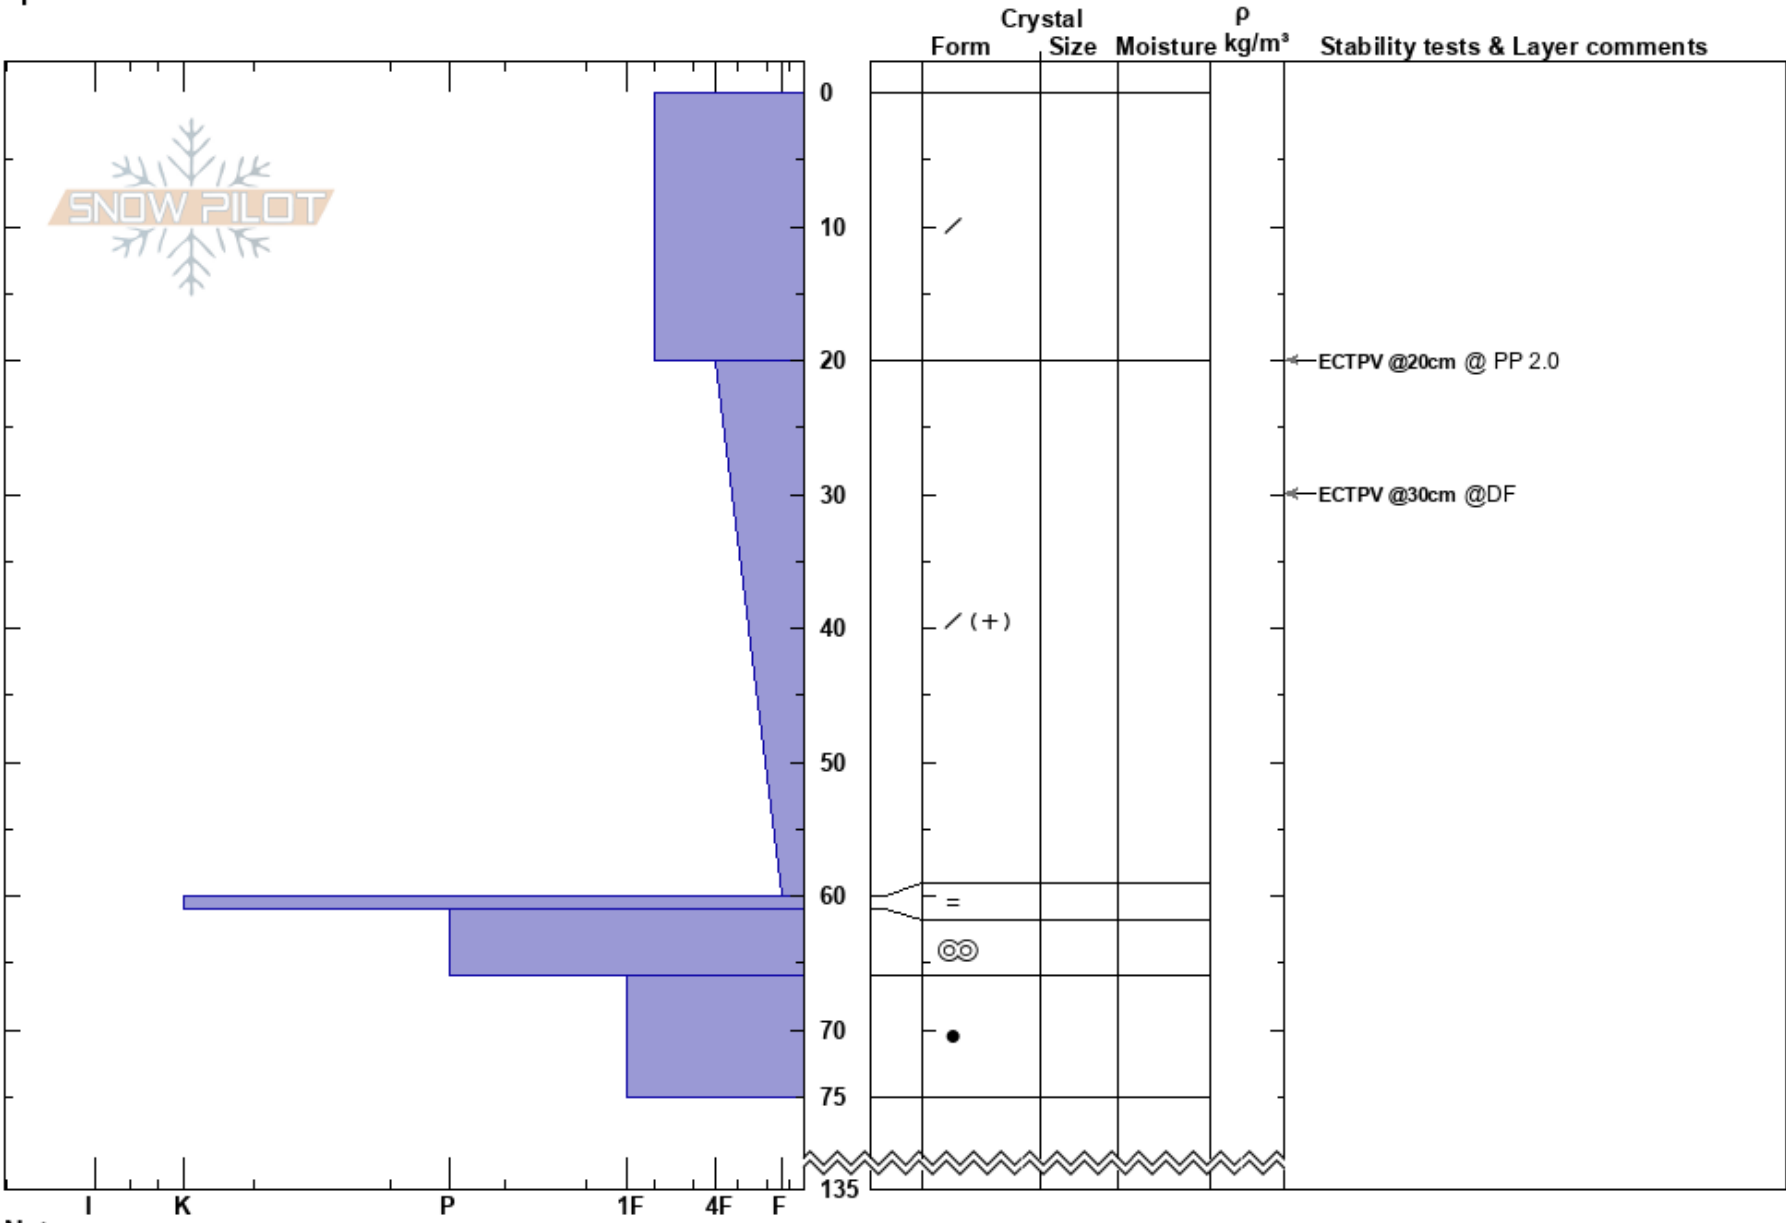 Crystal
ρ
Form Size Moisture kg/m³ Stability tests & Layer comments
SNOW PILOT
0
10
/
20
ECTPV @20cm @ PP 2.0
30
ECTPV @30cm @DF
40
/ (+)
50
60
=
70
75
135
I K P 1F 4F F